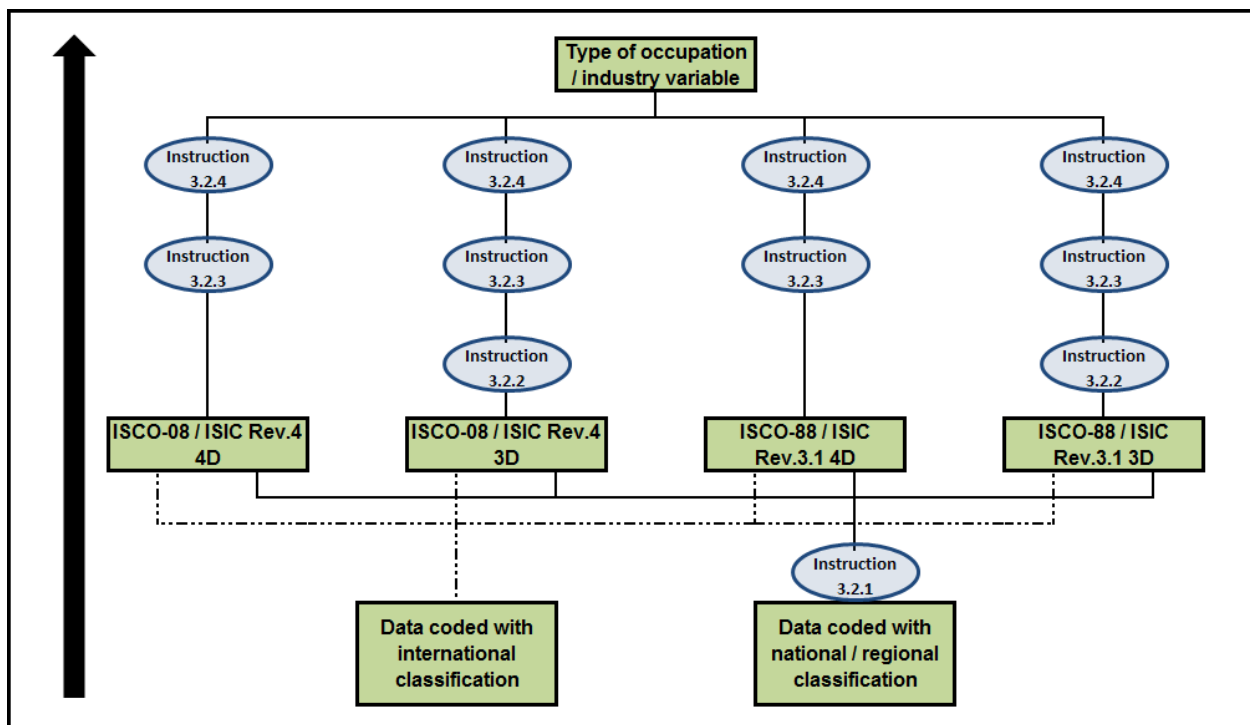 Type of occupation
/ industry variable
Instruction
3.2.4
Instruction
3.2.4
Instruction
3.2.4
Instruction
3.2.4
Instruction
3.2.3
Instruction
3.2.3
Instruction
3.2.3
Instruction
3.2.3
Instruction
3.2.2
Instruction
3.2.2
ISCO-08 / ISIC Rev.4
4D
ISCO-08 / ISIC Rev.4
3D
ISCO-88 / ISIC
Rev.3.1 4D
ISCO-88 / ISIC
Rev.3.1 3D
Instruction
3.2.1
Data coded with
international
classification
Data coded with
national / regional
classification